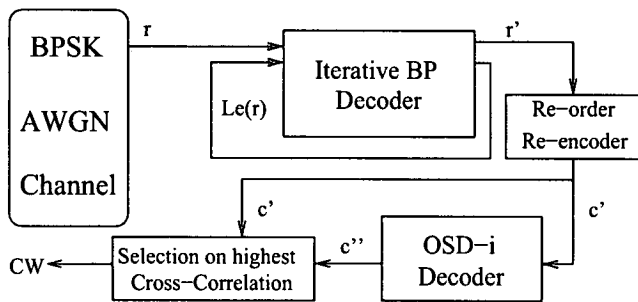 BPSK
AWGN
Channel
r
Le(r)
Iterative BP
Decoder
r'
Re-order
Re-encoder
c'
c'
CW
Selection on highest
Cross-Correlation
c''
OSD-i
Decoder